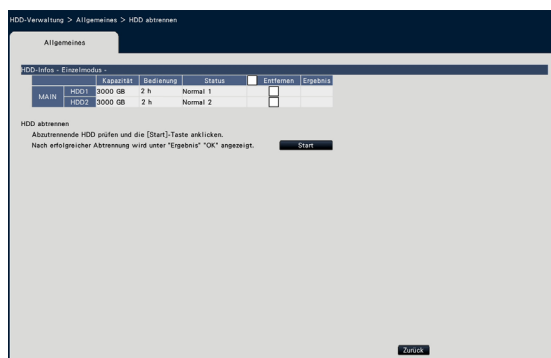 HDD-Verwaltung > Allgemeines > HDD abtrennen
Allgemeines
HDD-Infos - Einzelmodus -
Kapazität Bedienung Status Entfernen Ergebnis
MAIN HDD1 3000 GB 2 h Normal 1
HDD2 3000 GB 2 h Normal 2
HDD abtrennen
Abzutrennende HDD prüfen und die [Start]-Taste anklicken.
Nach erfolgreicher Abtrennung wird unter "Ergebnis" "OK" angezeigt. Start
Zurück